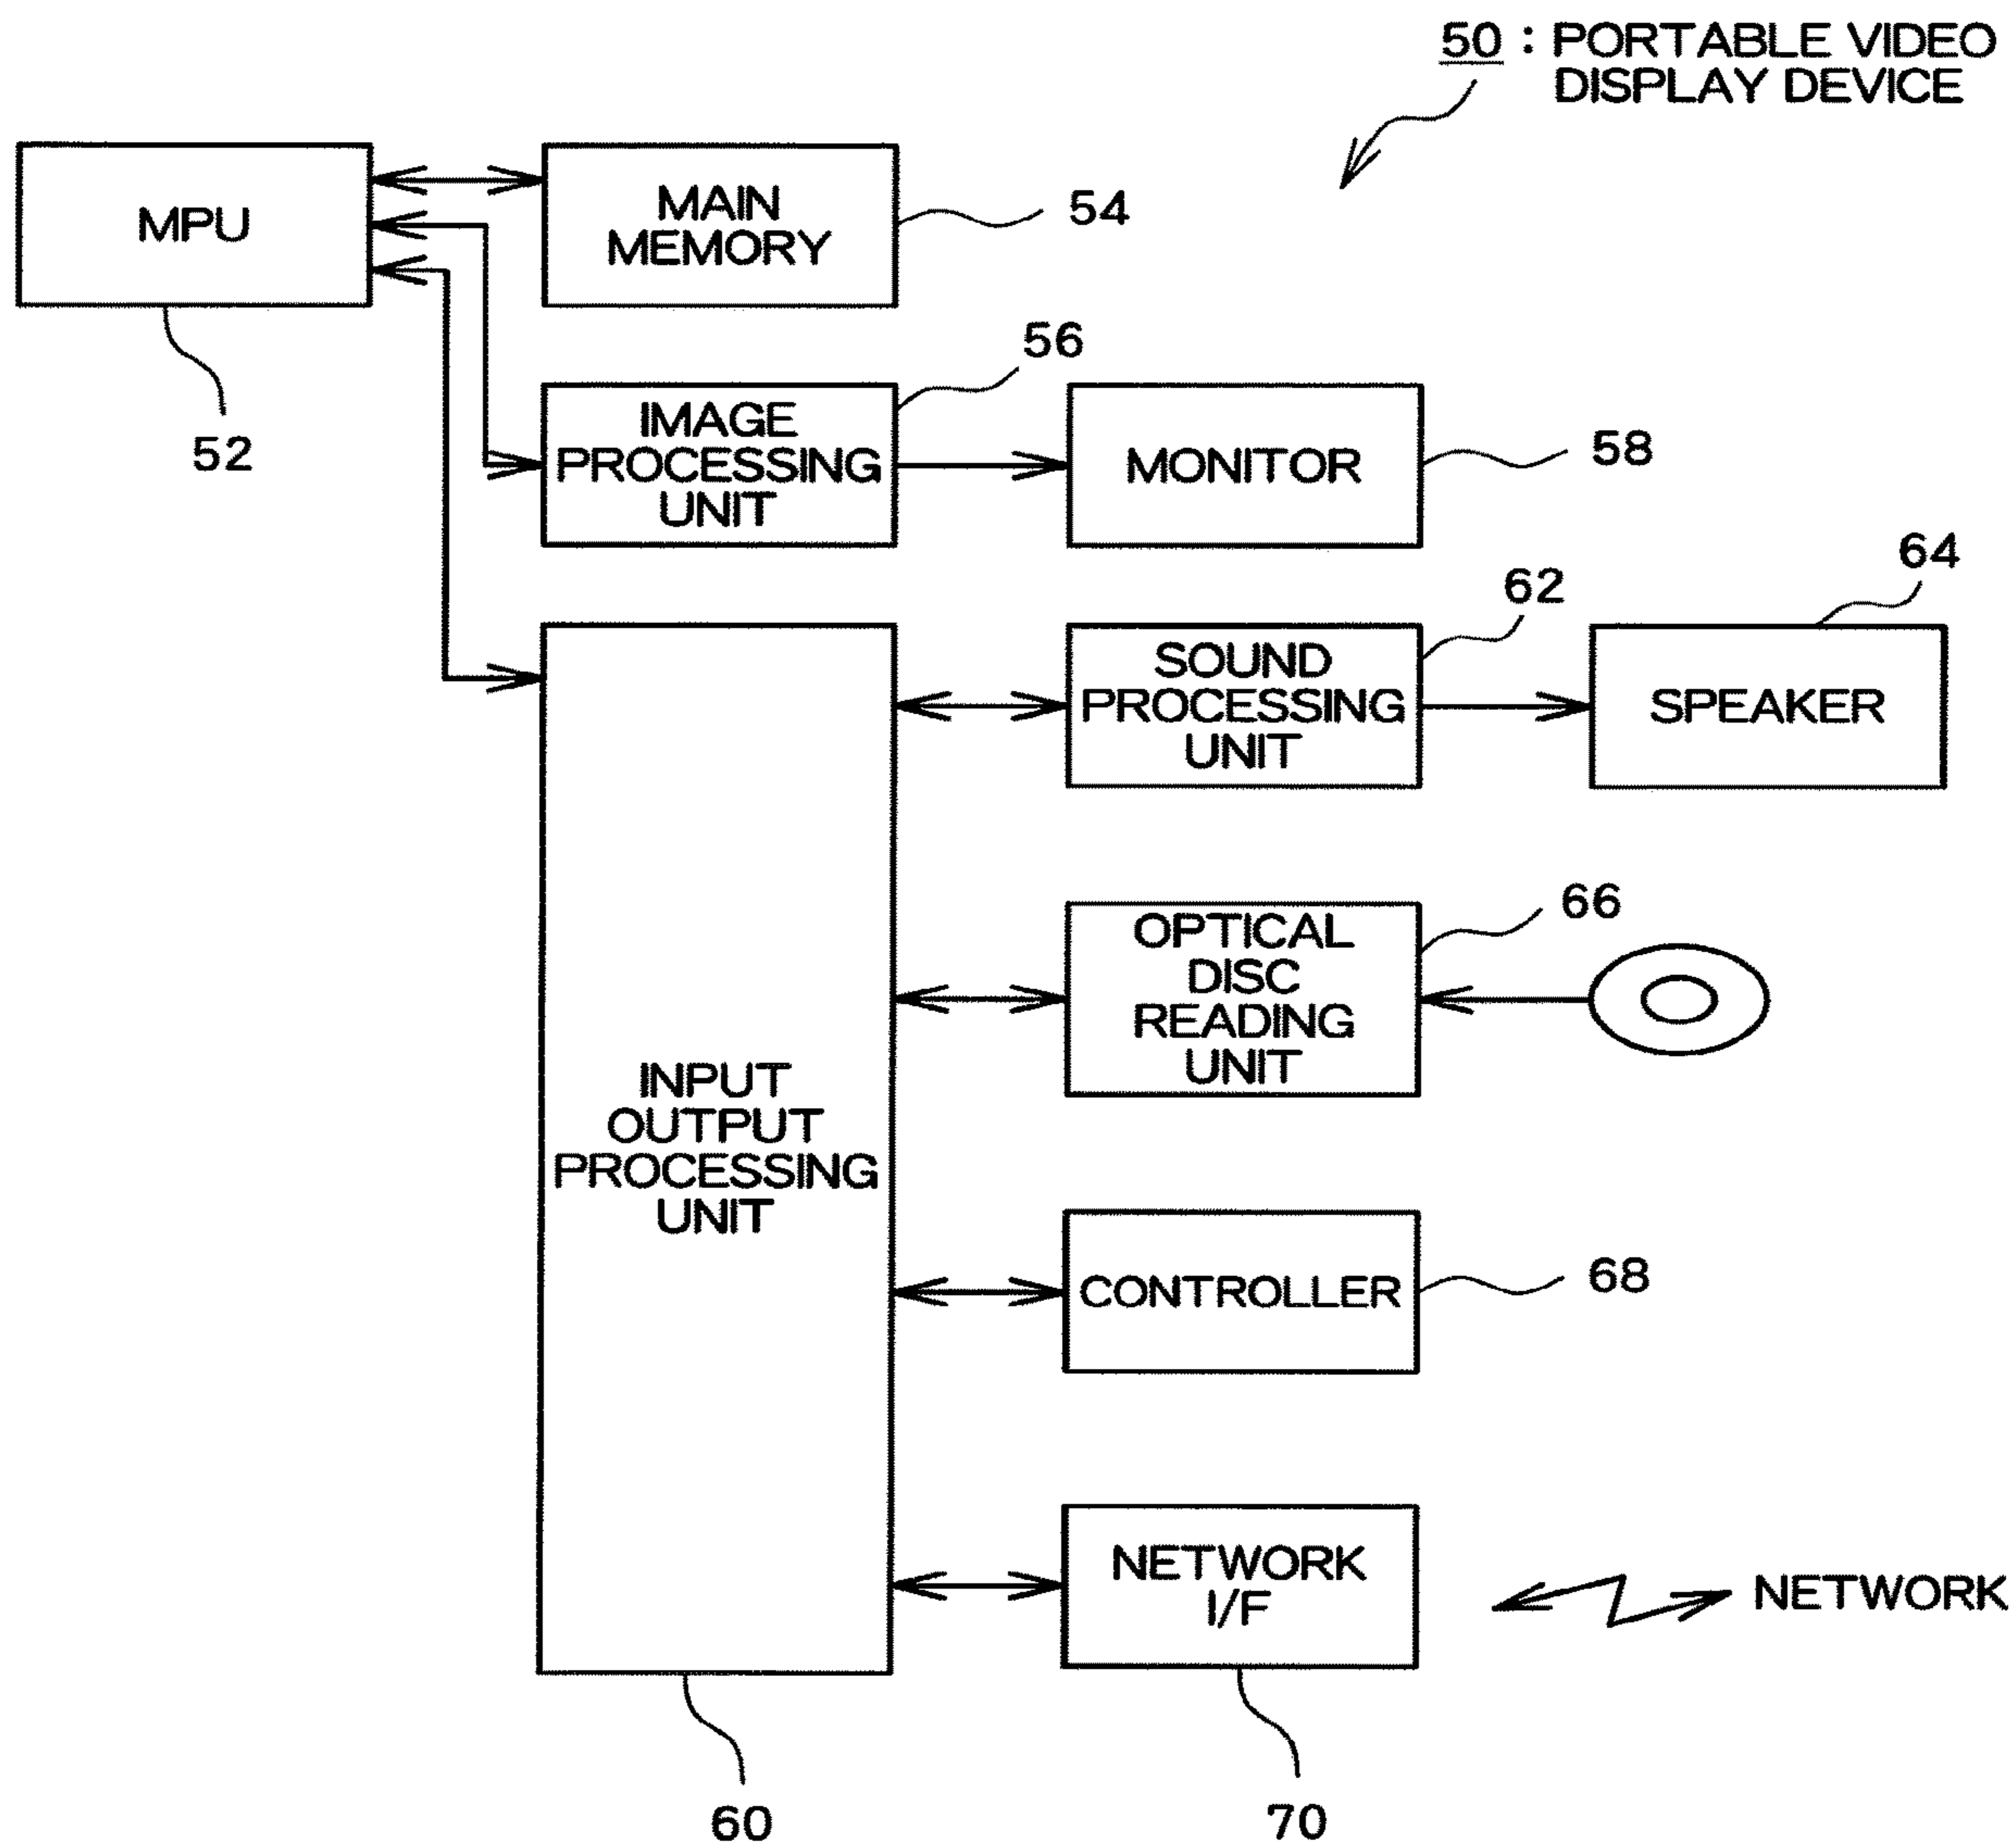 50 : PORTABLE VIDEO
DISPLAY DEVICE
MPU
52
MAIN
MEMORY
54
IMAGE
PROCESSING
UNIT
56
MONITOR
58
INPUT
OUTPUT
PROCESSING
UNIT
60
SOUND
PROCESSING
UNIT
62
SPEAKER
64
OPTICAL
DISC
READING
UNIT
66
CONTROLLER
68
NETWORK
I/F
70
NETWORK